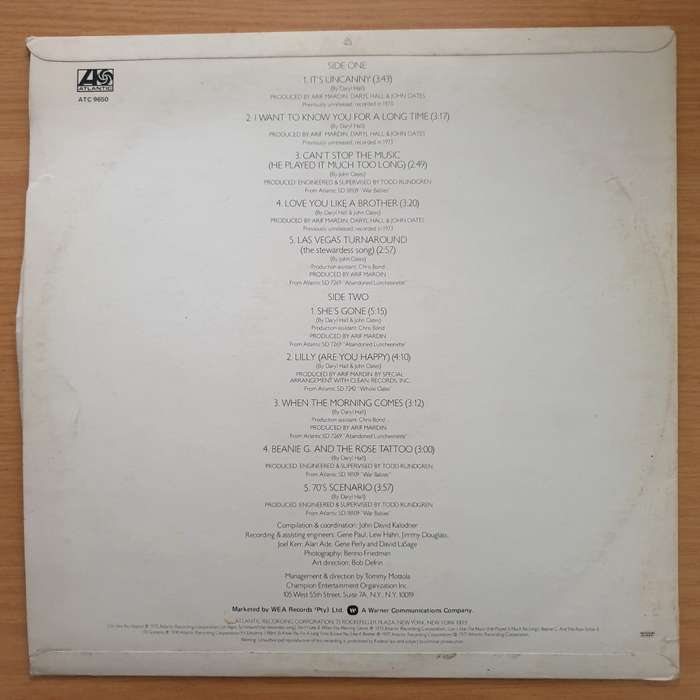 ATLANTIC
ATC 9650
SIDE ONE
1. IT'S UNCANNY (3:43)
(By Daryl Hall)
PRODUCED BY ARIF MARDIN, DARYL HALL & JOHN OATES
Previously unreleased, recorded in
2. I WANT TO KNOW YOU FOR A LONG TIME (3:17)
(By Daryl Hall)
PRODUCED BY ARIF MARDIN, DARYL HALL & JOHN OATES
Previously unreleased, recorded in 1973
3. CAN'T STOP THE MUSIC
(HE PLAYED IT MUCH TOO LONG) (2:49)
(By John Oates)
PRODUCED, ENGINEERED & SUPERVISED BY TODD RUNDGREN
From Atlantic SD 18109 "War Babies"
4. LOVE YOU LIKE A BROTHER (3:20)
(By Daryl Hall & John Oates)
PRODUCED BY ARIF MARDIN, DARYL HALL & JOHN OATES
Previously unreleased, recorded in 1973
5. LAS VEGAS TURNAROUND
(the stewardess song) (2:57)
(By John Oates)
Production assistant: Chris Bond
PRODUCED BY ARIF MARDIN
From Atlantic SD 7269 "Abandoned Luncheonette"
SIDE TWO
1. SHE'S GONE (5:15)
(By Daryl Hall & John Oates)
Production assistant: Chris Bond
PRODUCED BY ARIF MARDIN
From Atlantic SD 7269 "Abandoned Luncheonette"
2. LILLY (ARE YOU HAPPY) (4:10)
(By Daryl Hall & John Oates)
PRODUCED BY ARIF MARDIN BY SPECIAL
ARRANGEMENT WITH CLEAN RECORDS, INC.
From Atlantic SD 7242 "Whole Oates"
3. WHEN THE MORNING COMES (3:12)
(By Daryl Hall)
Production assistant: Chris Bond
PRODUCED BY ARIF MARDIN
From Atlantic SD 7269 "Abandoned Luncheonette"
4. BEANIE G. AND THE ROSE TATTOO (3:00)
(By Daryl Hall)
PRODUCED, ENGINEERED & SUPERVISED BY TODD RUNDGREN
From Atlantic SD 18109 "War Babies"
5. 70'S SCENARIO (3:57)
(By Daryl Hall)
PRODUCED, ENGINEERED & SUPERVISED BY TODD RUNDGREN
From Atlantic SD 18109 "War Babies"
Compilation & coordination: John David Kalodner
Recording & assisting engineers: Gene Paul, Lew Hahn, Jimmy Douglass,
Joel Kerr, Alan Ade, Gene Perly and David LaSage
Photography: Benno Friedman
Art direction: Bob Defrin
Management & direction by Tommy Mottola
Champion Entertainment Organization Inc.
105 West 55th Street, Suite 7A, N.Y., N.Y. 10019
Marketed by WEA Records (Pty) Ltd. A Warner Communications Company.
ATLANTIC RECORDING CORPORATION 75 ROCKEFELLER PLAZA NEW YORK, NEW YORK 10019